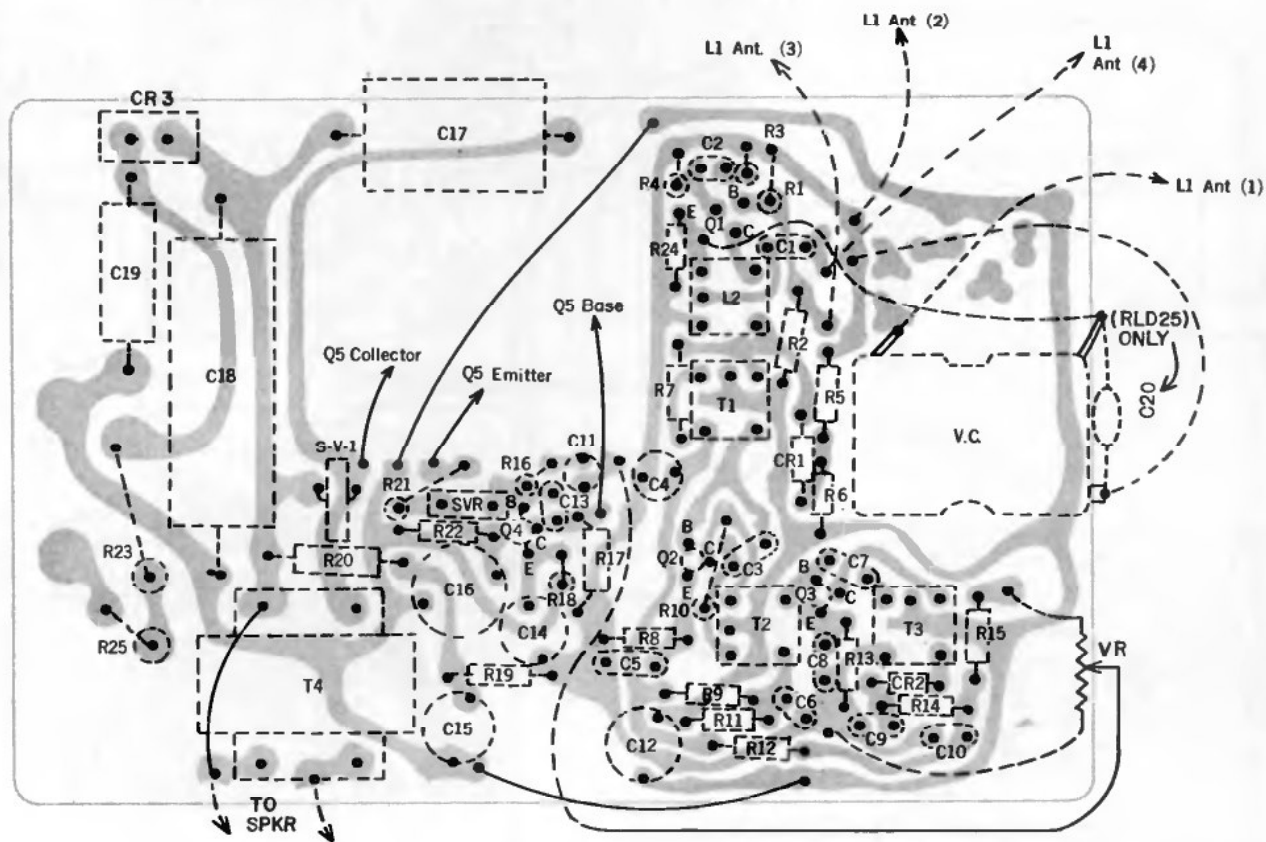 L1 Ant (2)
L1 Ant. (3)
L1
Ant (4)
CR 3
C17
C2
R3
R4
B
R1
L1 Ant (1)
E
Q1
C
C1
R24
C19
L2
Q5 Base
(RLD25)
ONLY
R2
Q5 Collector
C18
Q5 Emitter
R7
T1
R5
C20
V.C.
S-V-1
C11
R16
CR1
C4
R21
SVR
B
C13
R6
R22
Q4
C
B
E
Q2
C
R23
R20
R17
C3
B
C7
C16
R18
E
Q3
C
R10
C14
T2
E
T3
R15
R25
R8
VR
C5
C8
R13
T4
R19
CR2
R9
C6
R14
C15
R11
C12
R12
C9
C10
TO
SPKR